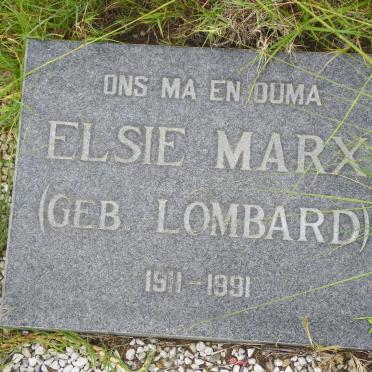 ONS MA EN OUMA
ELSIE MARX
(GEB. LOMBARD)
1911-1991